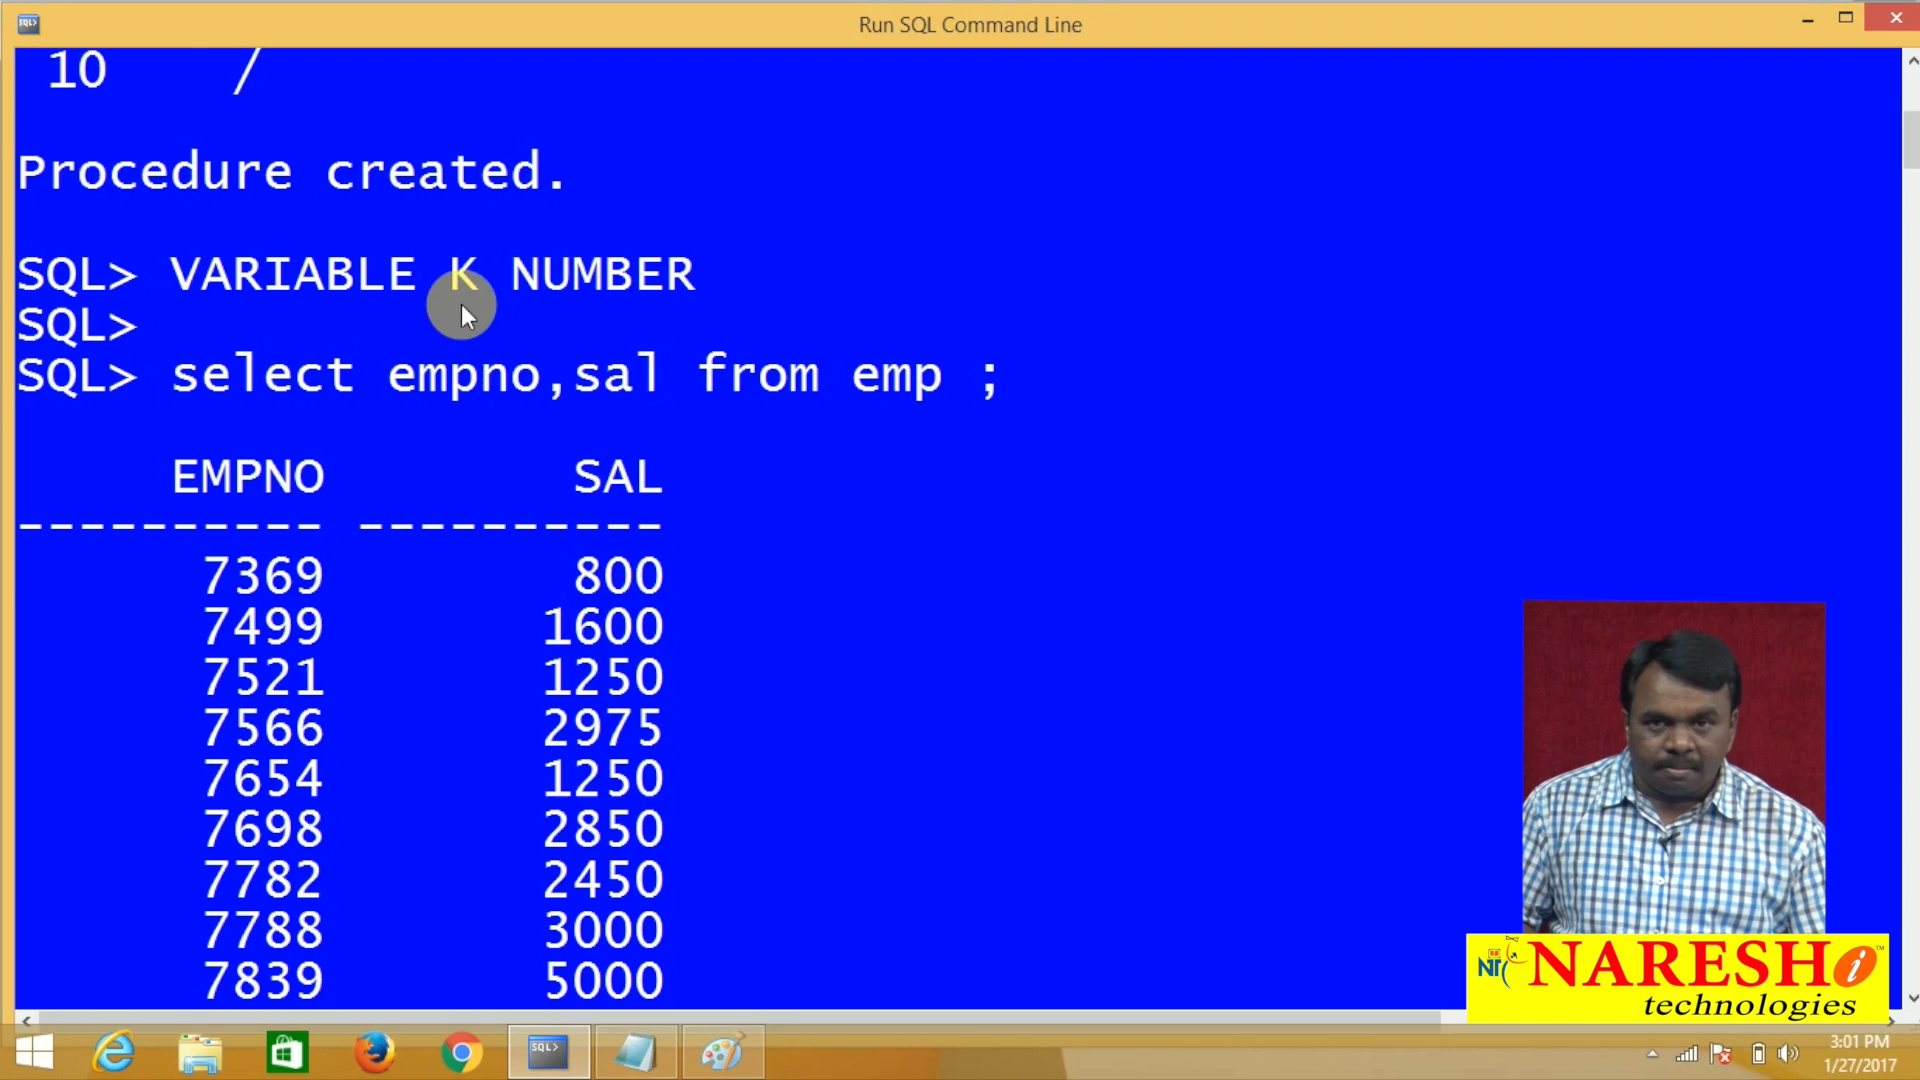 Run SQL Command Line
10 /
Procedure created.
SQL> VARIABLE K NUMBER
SQL>
SQL> select empno,sal from emp ;
EMPNO SAL
---------- ----------
7369 800
7499 1600
7521 1250
7566 2975
7654 1250
7698 2850
7782 2450
7788 3000
7839 5000
NARESH i
technologies
3:01 PM
1/27/2017